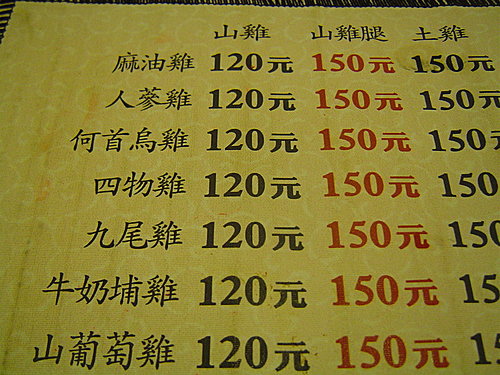 山雞 山雞腿 土雞
麻油雞 120元 150元 150元
人蔘雞 120元 150元 150元
何首烏雞 120元 150元 150
四物雞 120元 150元 150
九尾雞 120元 150元 150
牛奶埔雞 120元 150元 15
山葡萄雞 120元 150元 15